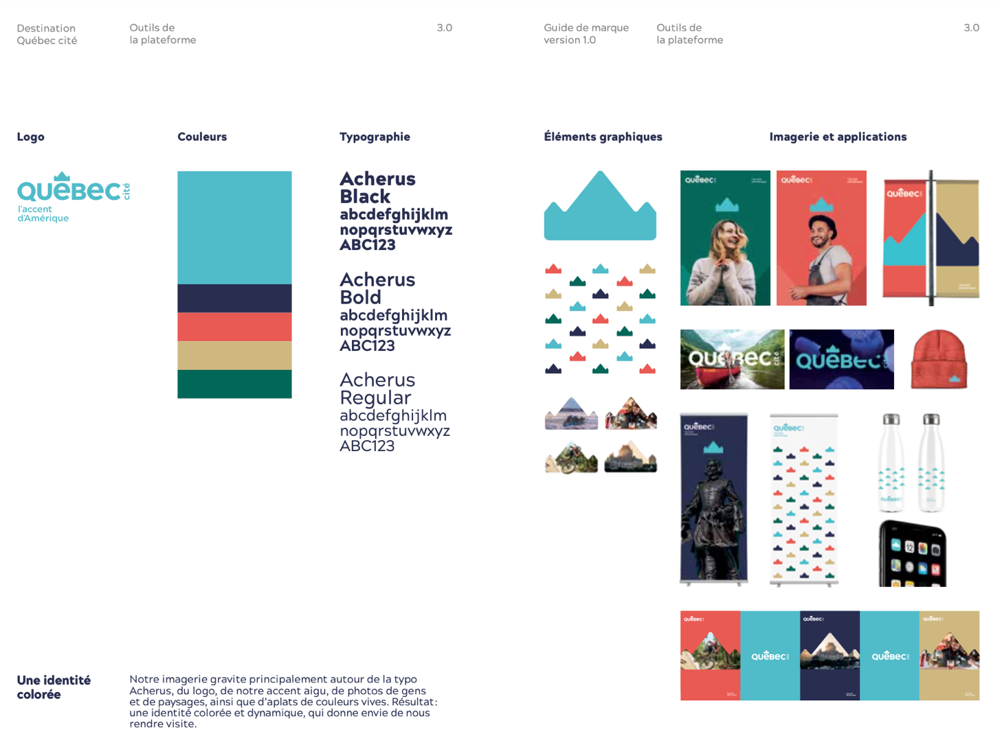 Destination
Québec cité
Outils de
la plateforme
3.0
Guide de marque
version 1.0
Outils de
la plateforme
3.0
Logo
Couleurs
Typographie
Éléments graphiques
Imagerie et applications
QUÉBEC cité
l'accent
d'Amérique
Acherus
Black
abcdefghijklm
nopqrstuvwxyz
ABC123
Acherus
Bold
abcdefghijklm
nopqrstuvwxyz
ABC123
Acherus
Regular
abcdefghijklm
nopqrstuvwxyz
ABC123
QUÉBEC
QUÉBEC
QUÉBEC
QUÉBEC cité
QUÉBEC
QUÉBEC
QUÉBEC
QUÉBEC
12
QUÉBEC
QUÉBEC
QUÉBEC
QUÉBEC
QUÉBEC
Une identité
colorée
Notre imagerie gravite principalement autour de la typo
Acherus, du logo, de notre accent aigu, de photos de gens
et de paysages, ainsi que d'aplats de couleurs vives. Résultat :
une identité colorée et dynamique, qui donne envie de nous
rendre visite.